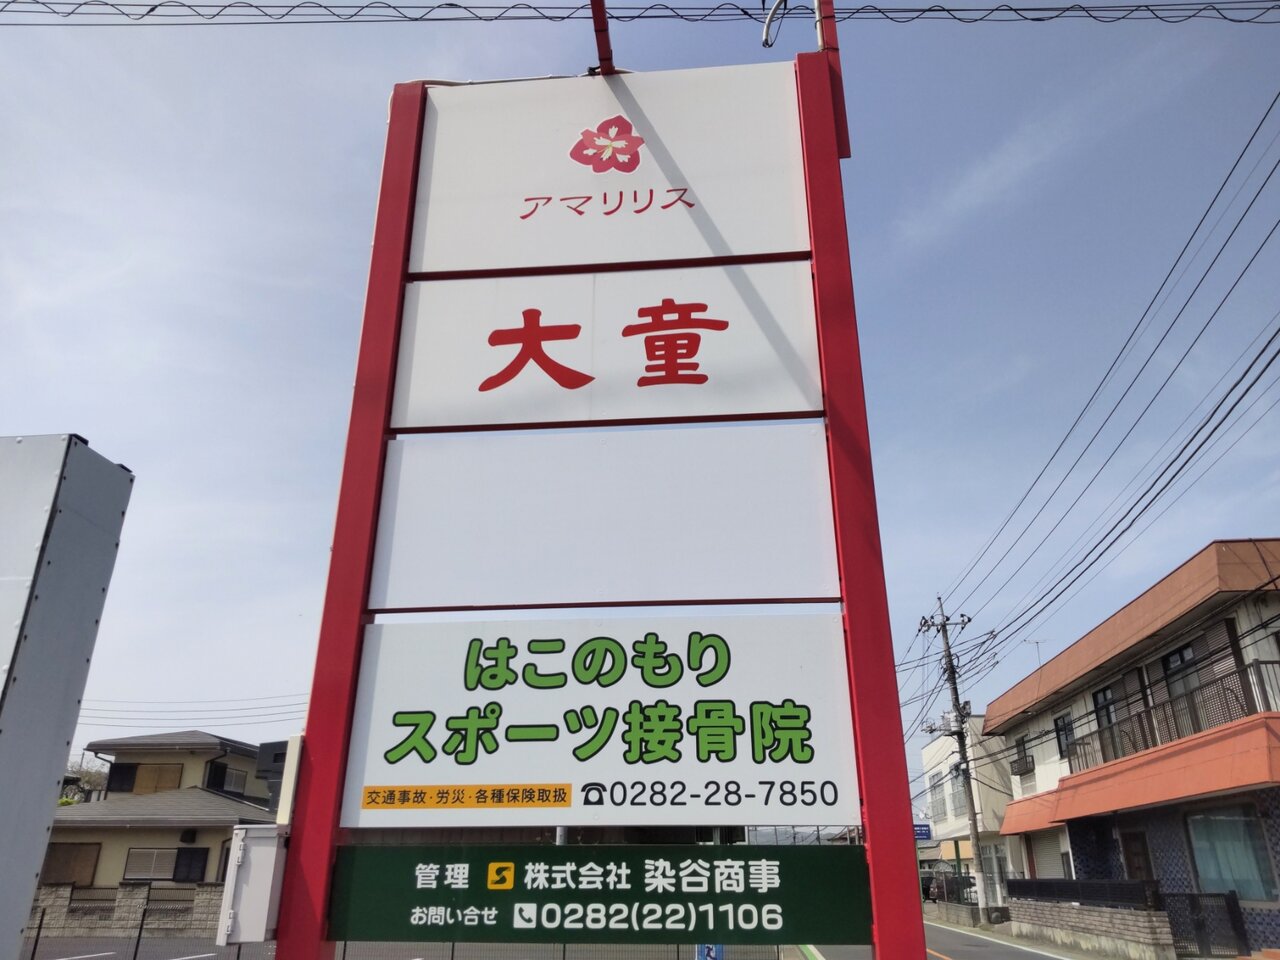 アマリリス
大童
はこのもり
スポーツ接骨院
交通事故・労災・各種保険取扱 ☎0282-28-7850
管理 S 株式会社 染谷商事
お問い合せ 0282(22)1106